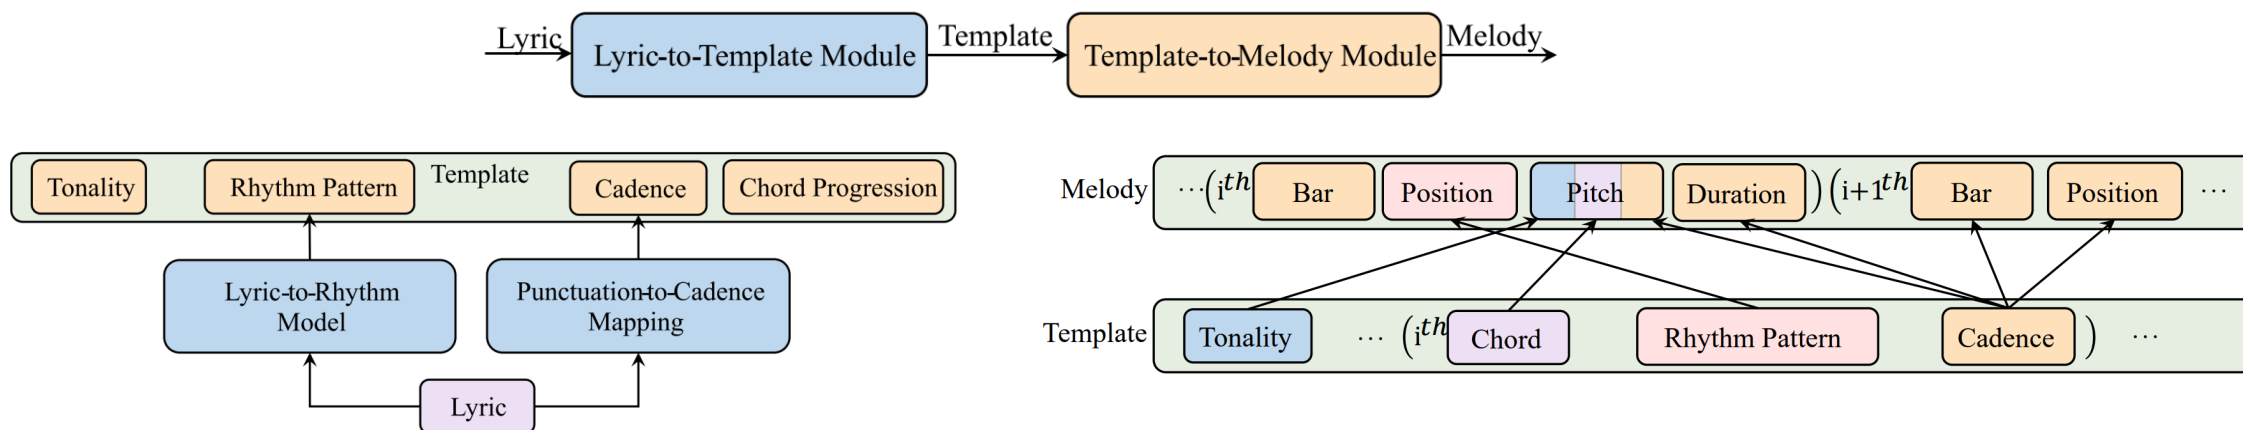 Lyric Lyric-to-Template Module Template Template-to-Melody Module Melody
Tonality Rhythm Pattern Template Cadence Chord Progression
Lyric-to-Rhythm
Model
Punctuation-to-Cadence
Mapping
Lyric
Melody ··· (i^th Bar Position Pitch Duration ) (i+1^th Bar Position ···
Template Tonality ··· (i^th Chord Rhythm Pattern Cadence ) ···